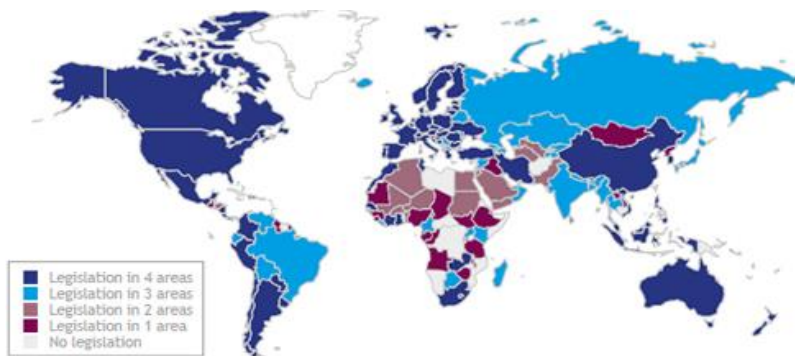 Legislation in 4 areas
Legislation in 3 areas
Legislation in 2 areas
Legislation in 1 area
No legislation